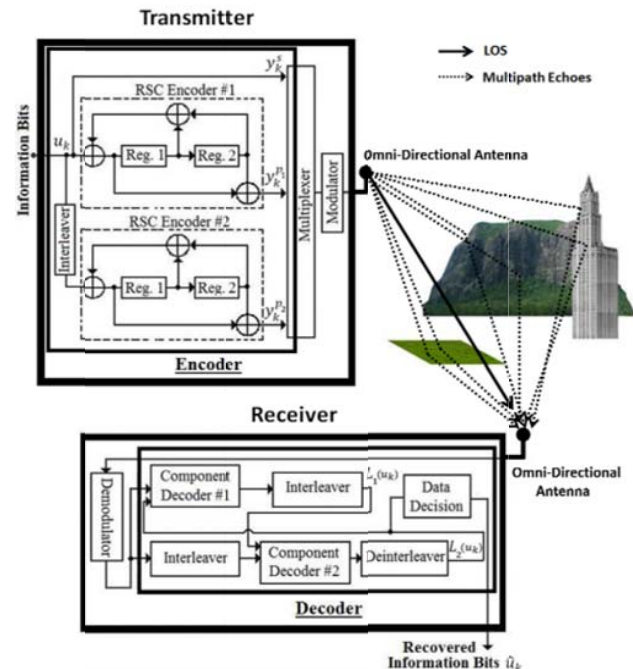 Transmitter
LOS
Multipath Echoes
Information Bits
u_k
y_k^s
RSC Encoder #1
Reg. 1
Reg. 2
y_k^{p_1}
Interleaver
RSC Encoder #2
Reg. 1
Reg. 2
y_k^{p_2}
Multiplexer
Modulator
Encoder
Omni-Directional Antenna
Receiver
Omni-Directional
Antenna
Demodulator
Component
Decoder #1
Interleaver
L_1(u_k)
Data
Decision
Interleaver
Component
Decoder #2
Deinterleaver
L_2(u_k)
Decoder
Recovered
Information Bits û_k